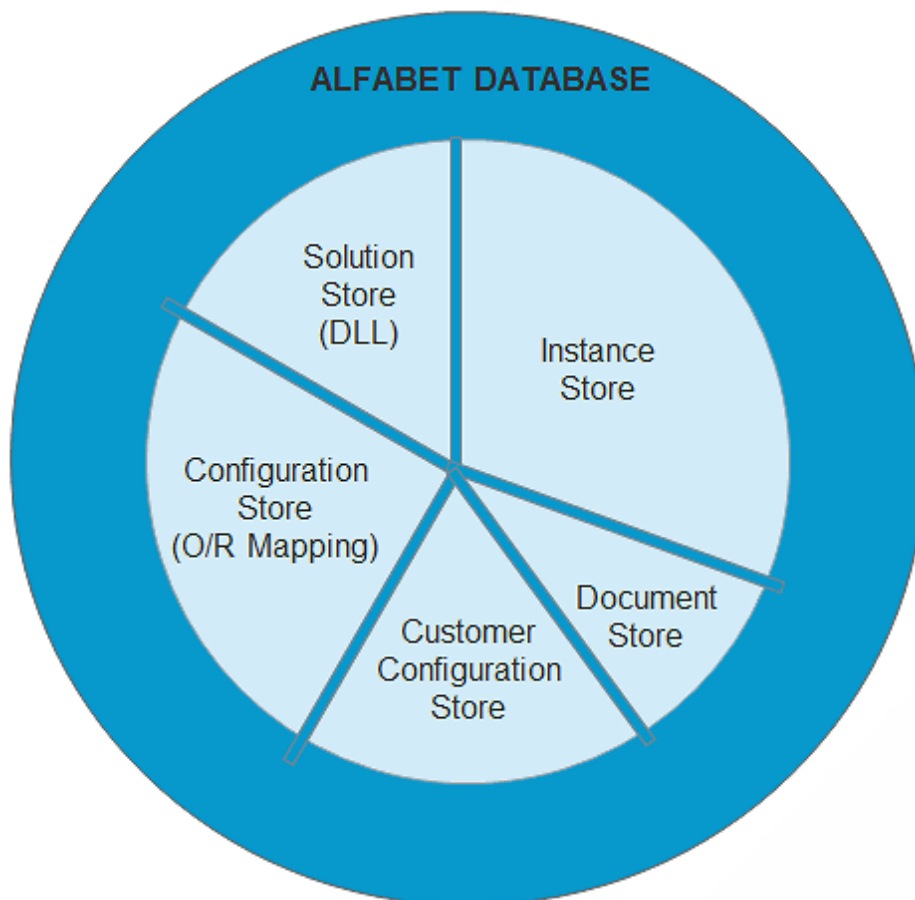 ALFABET DATABASE
Solution
Store
(DLL)
Instance
Store
Configuration
Store
(O/R Mapping)
Document
Store
Customer
Configuration
Store